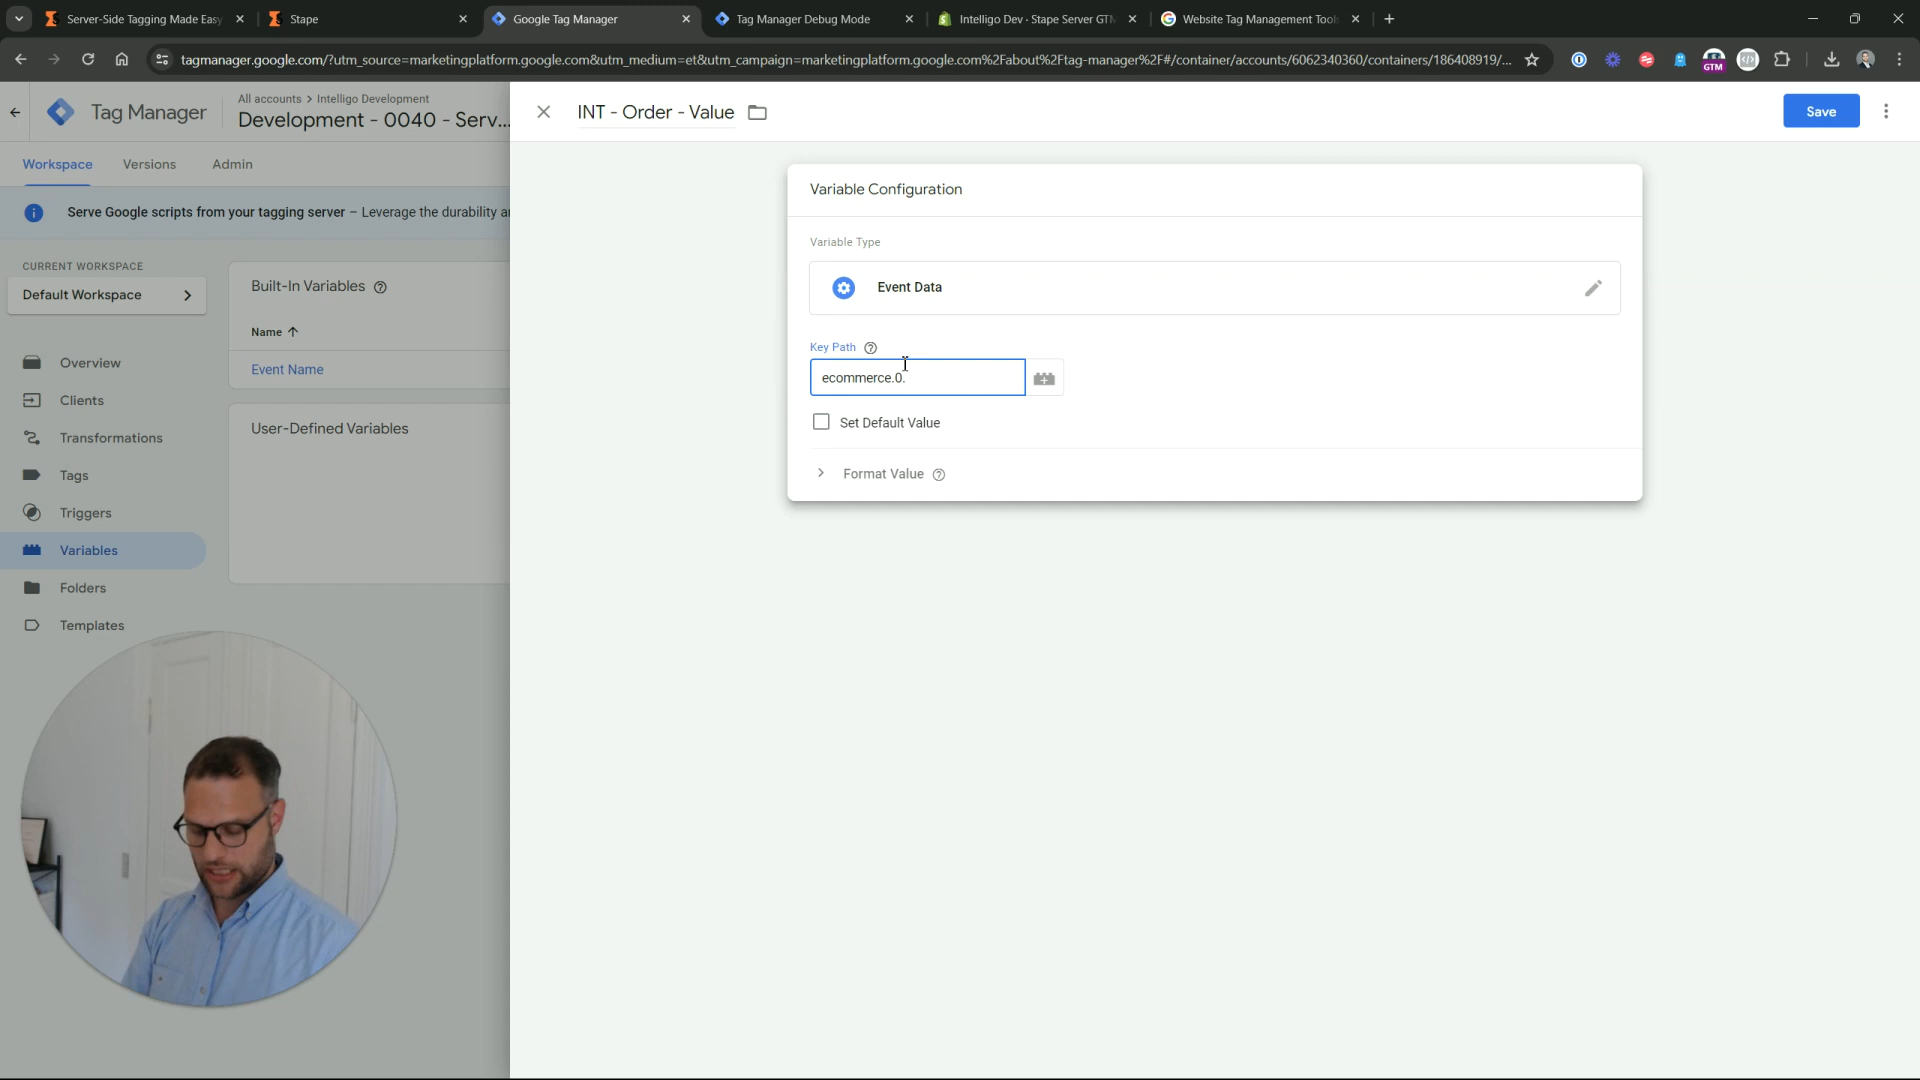 Server-Side Tagging Made Easy
Stape
Google Tag Manager
Tag Manager Debug Mode
Intelligo Dev · Stape Server GTM
Website Tag Management Tools
tagmanager.google.com/?utm_source=marketingplatform.google.com&utm_medium=et&utm_campaign=marketingplatform.google.com%2Fabout%2Ftag-manager%2F#/container/accounts/6062340360/containers/186408919/...
GTM
Tag Manager
All accounts > Intelligo Development
Development - 0040 - Serv...
INT - Order - Value
Save
Workspace
Versions
Admin
Serve Google scripts from your tagging server – Leverage the durability a
CURRENT WORKSPACE
Default Workspace
Overview
Clients
Transformations
Tags
Triggers
Variables
Folders
Templates
Built-In Variables
Name
Event Name
User-Defined Variables
Variable Configuration
Variable Type
Event Data
Key Path
ecommerce.0.
Set Default Value
Format Value